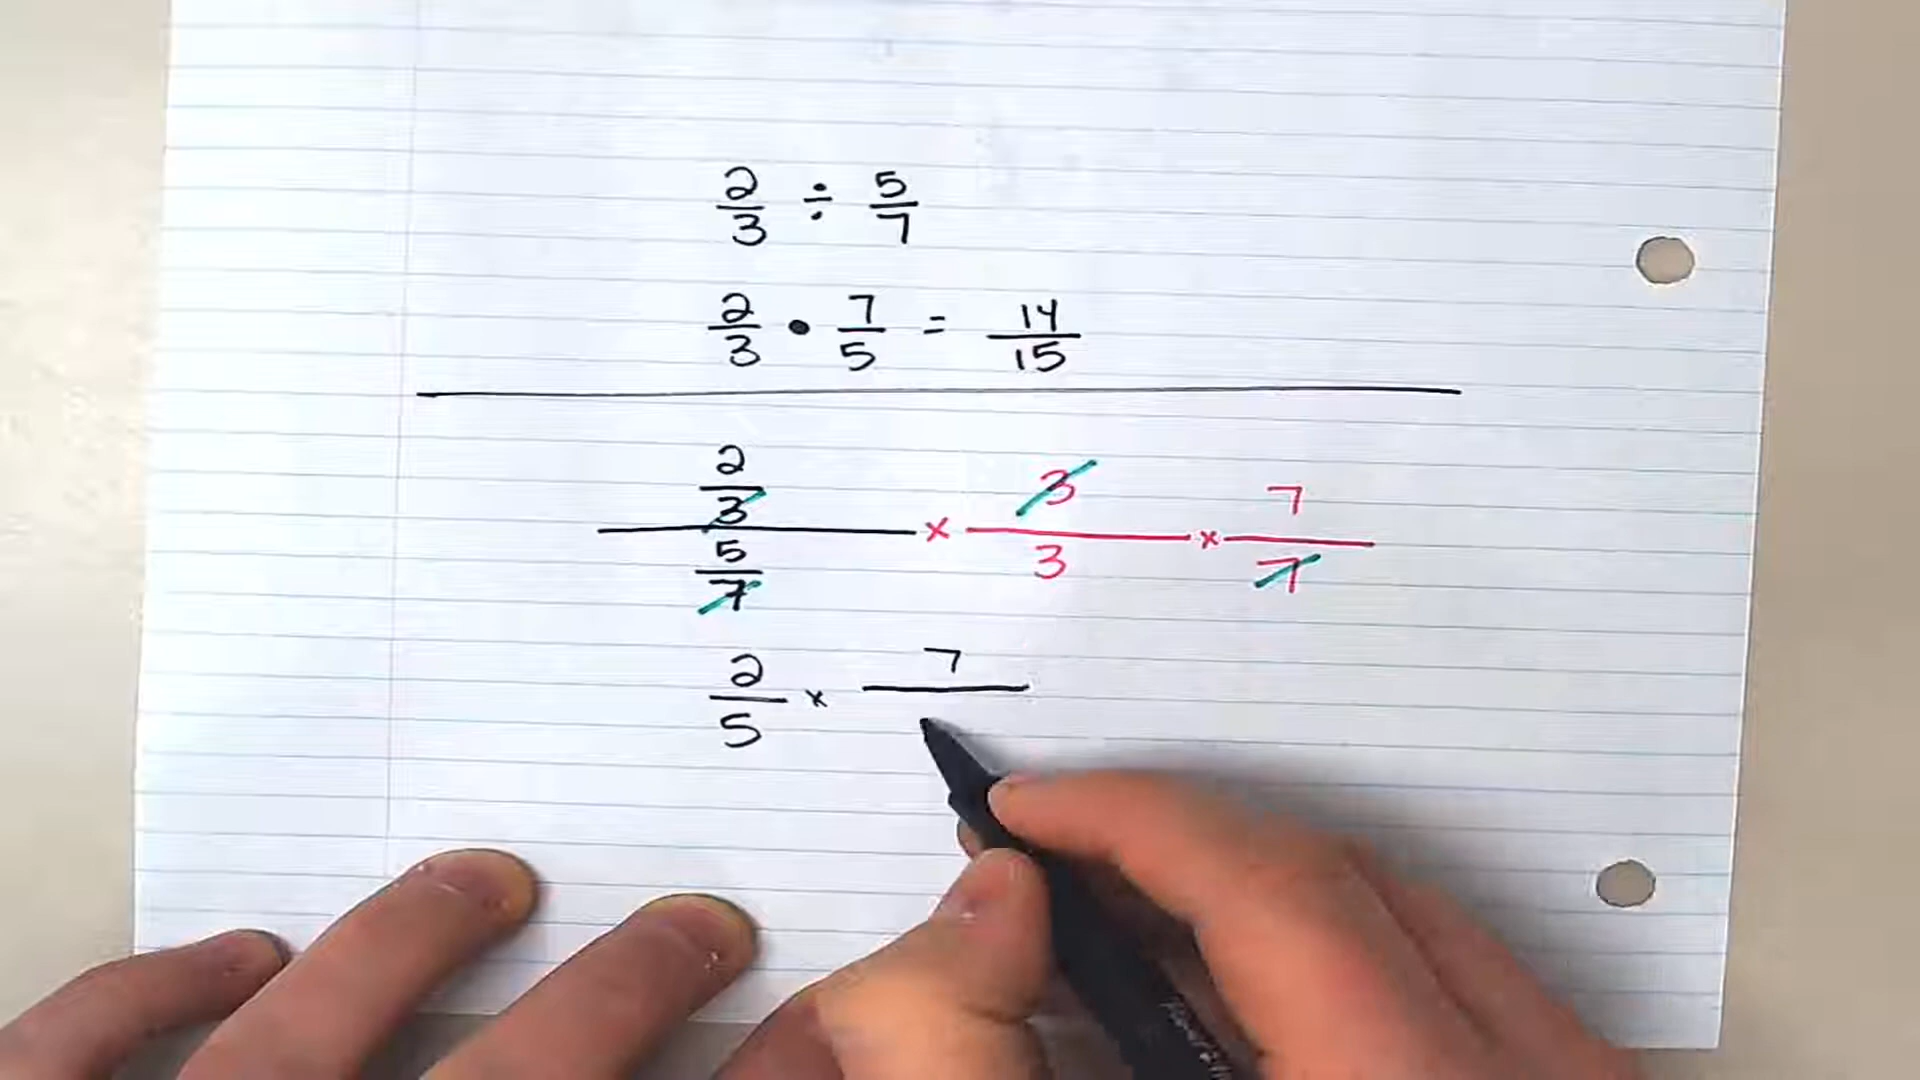 2/3 ÷ 5/7
2/3 • 7/5 = 14/15
2/3 / 5/7 x 3/3 x 7/7
2/5 x 7/